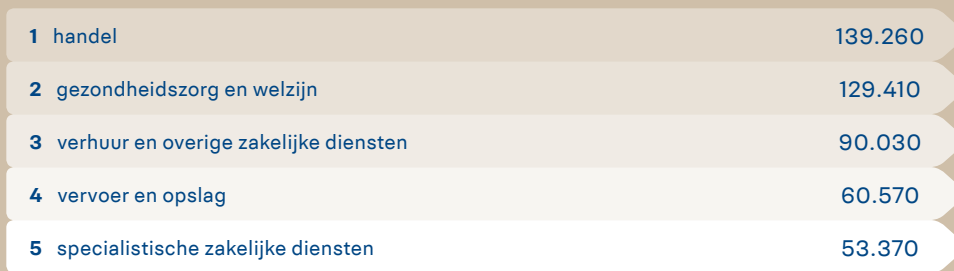 1 handel 139.260
2 gezondheidszorg en welzijn 129.410
3 verhuur en overige zakelijke diensten 90.030
4 vervoer en opslag 60.570
5 specialistische zakelijke diensten 53.370